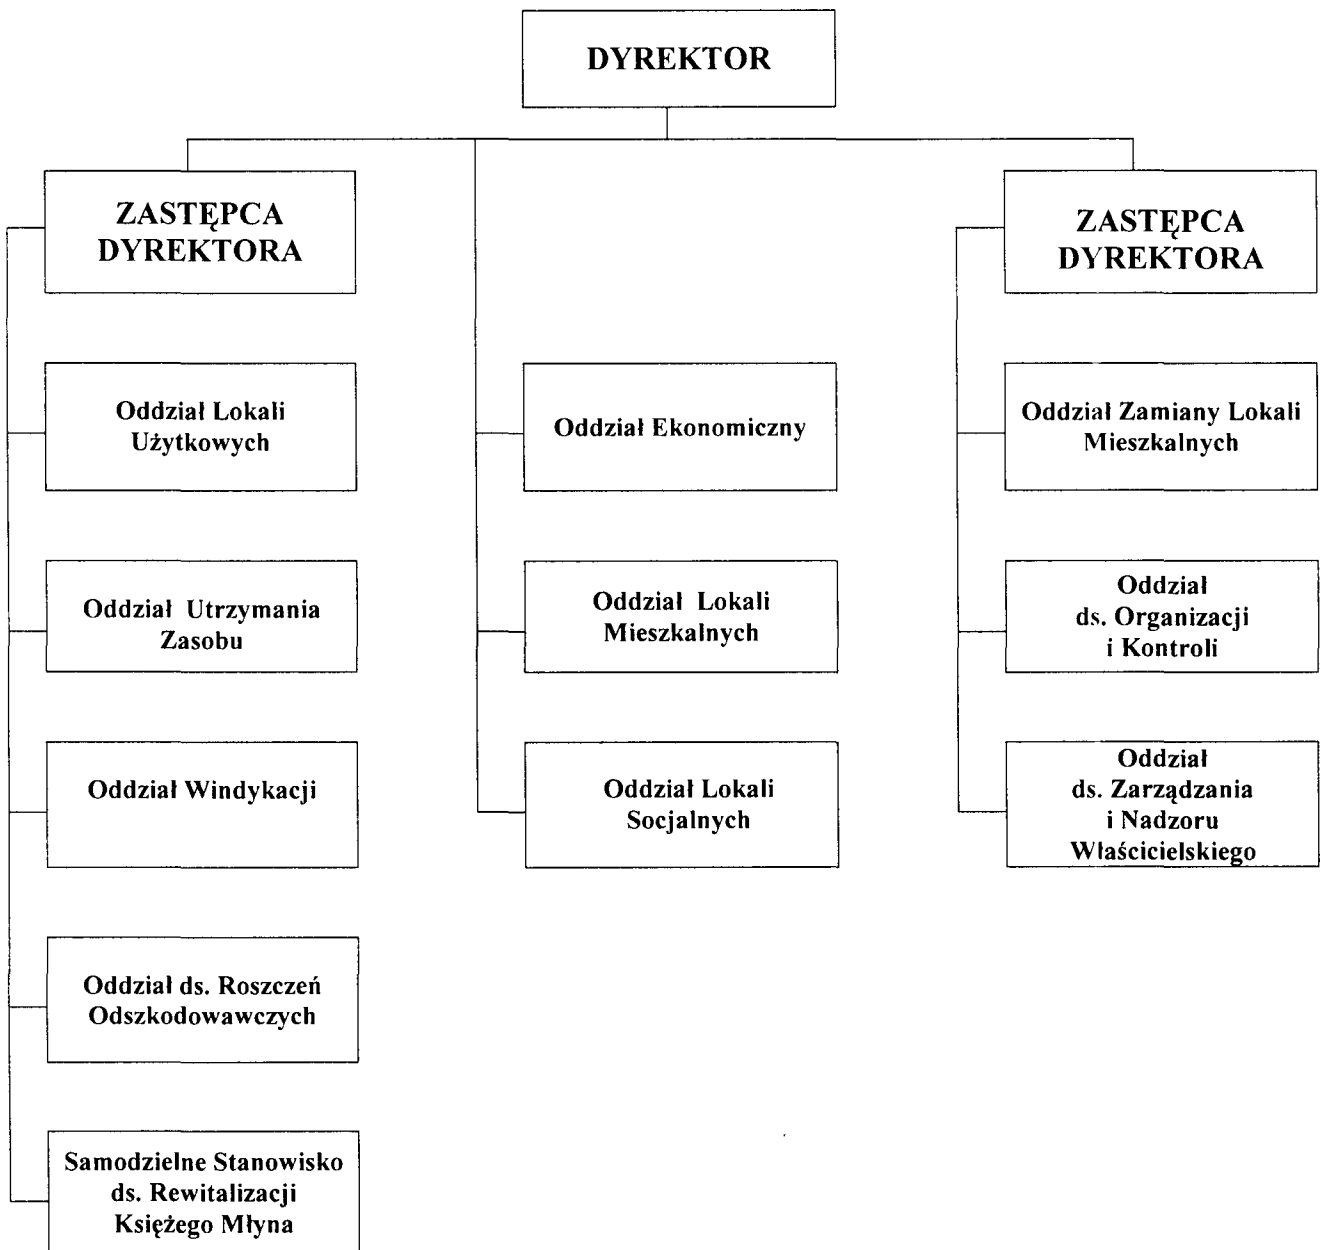 DYREKTOR
ZASTĘPCA
DYREKTORA
Oddział Lokali
Użytkowych
Oddział Utrzymania
Zasobu
Oddział Windykacji
Oddział ds. Roszczeń
Odszkodowawczych
Samodzielne Stanowisko
ds. Rewitalizacji
Księżego Młyna
Oddział Ekonomiczny
Oddział Lokali
Mieszkalnych
Oddział Lokali
Socjalnych
ZASTĘPCA
DYREKTORA
Oddział Zamiany Lokali
Mieszkalnych
Oddział
ds. Organizacji
i Kontroli
Oddział
ds. Zarządzania
i Nadzoru
Właścicielskiego